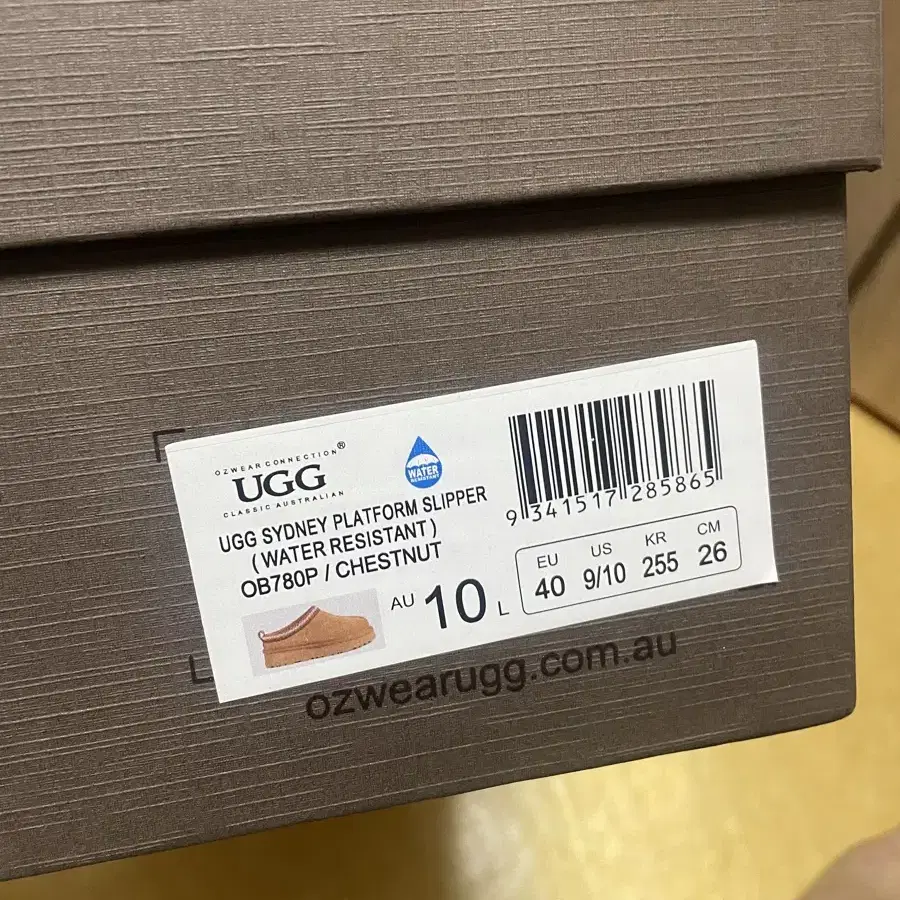 OZWEAR CONNECTION®
UGG
CLASSIC AUSTRALIAN
WATER
RESISTANT
UGG SYDNEY PLATFORM SLIPPER
( WATER RESISTANT )
OB780P / CHESTNUT
AU 10 L
9 341517 285865
EU US KR CM
40 9/10 255 26
ozwearugg.com.au